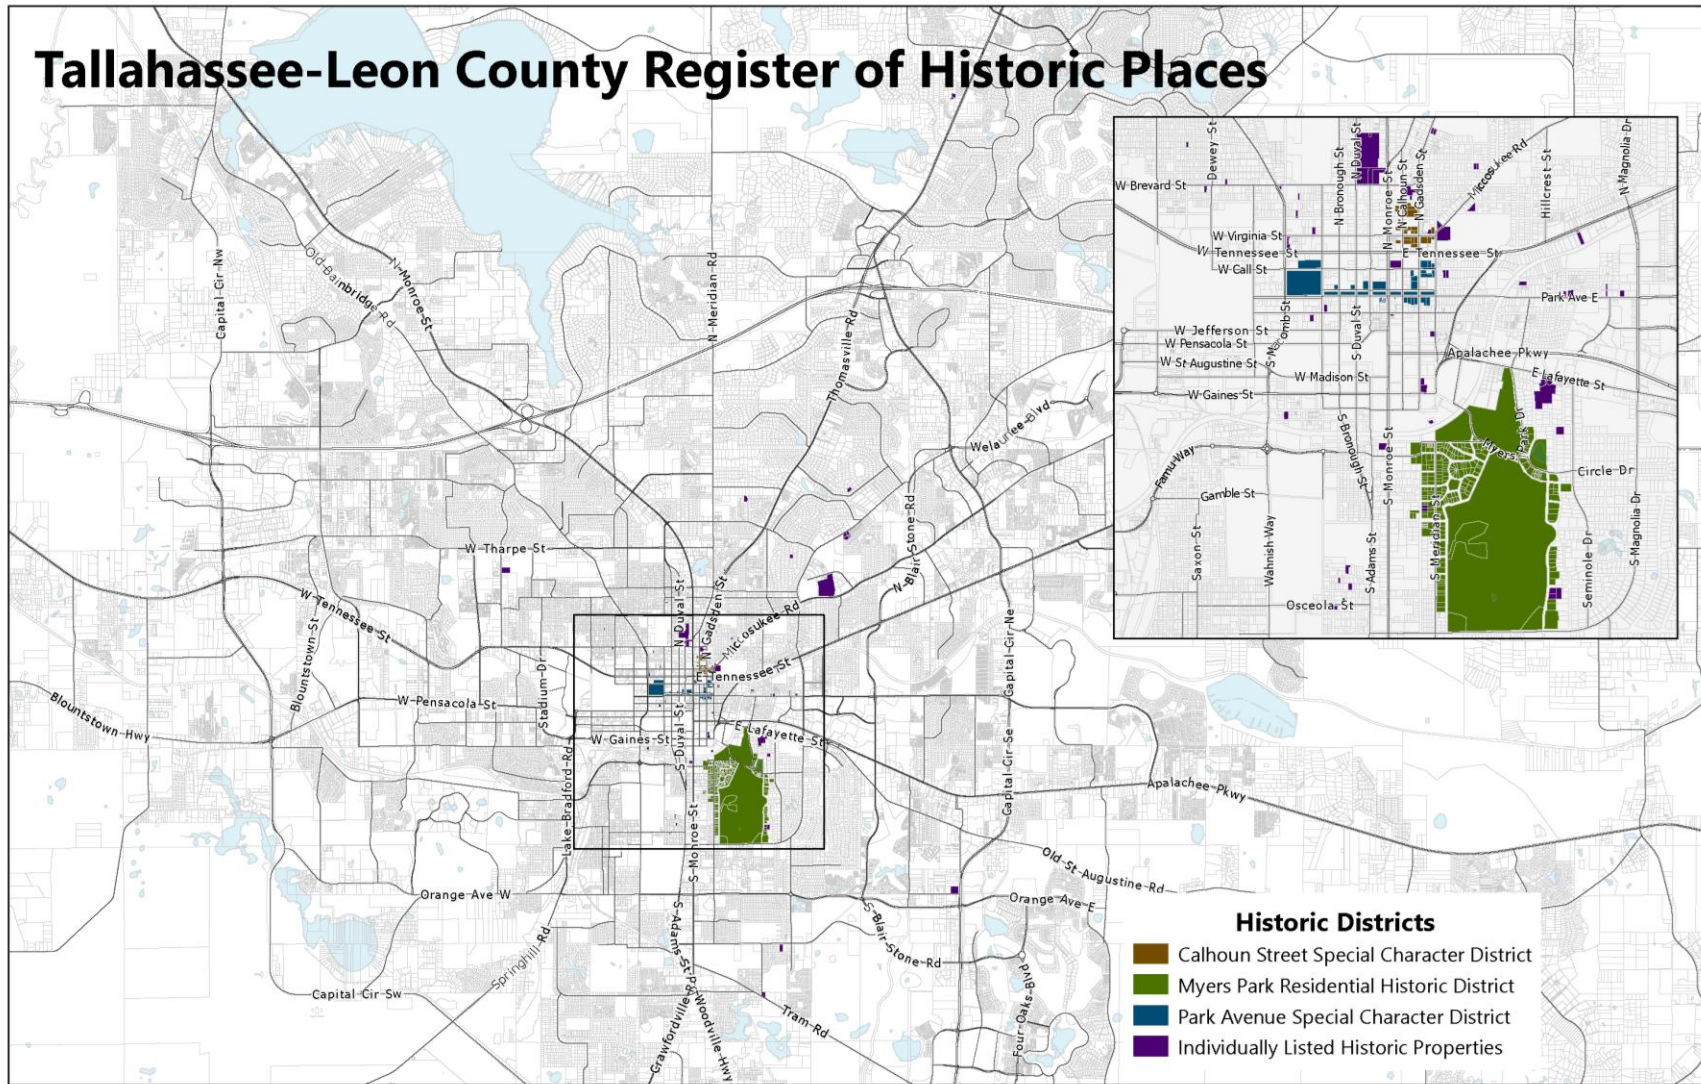 Tallahassee-Leon County Register of Historic Places
Capital Cir Nw
Old Bainbridge Rd
N Monroe St
N Meridian Rd
Thomasville Rd
Welaunee Blvd
N Blair Stone Rd
W Tharpe St
N Duval St
N Gadsden St
Miccosukee Rd
W Tennessee St
E Tennessee St
Blountstown St
Stadium Dr
Capital Cir Ne
W Pensacola St
Blountstown Hwy
W Gaines St
S Duval St
E Lafayette St
Lake Bradford Rd
S Monroe St
Capital Cir Se
Apalachee Pkwy
Old St Augustine Rd
Orange Ave W
Orange Ave E
S Adams St
S Blair Stone Rd
Springhill Rd
Capital Cir Sw
Crawfordville Rd
Woodville Hwy
Tram Rd
Four Oaks Blvd
Dewey St
N Bronough St
N Duval St
N Monroe St
N Calhoun St
N Gadsden St
Miccosukee Rd
Hillcrest St
N Magnolia Dr
W Brevard St
W Virginia St
W Tennessee St
E Tennessee St
W Call St
Park Ave E
S Macomb St
S Duval St
W Jefferson St
W Pensacola St
W St Augustine St
Apalachee Pkwy
E Lafayette St
W Madison St
W Gaines St
S Bronough St
S Monroe St
Myers Park Dr
Circle Dr
Famu Way
Gamble St
Saxon St
Wahnish Way
S Adams St
S Meridian St
Seminole Dr
S Magnolia Dr
Osceola St
Historic Districts
Calhoun Street Special Character District
Myers Park Residential Historic District
Park Avenue Special Character District
Individually Listed Historic Properties